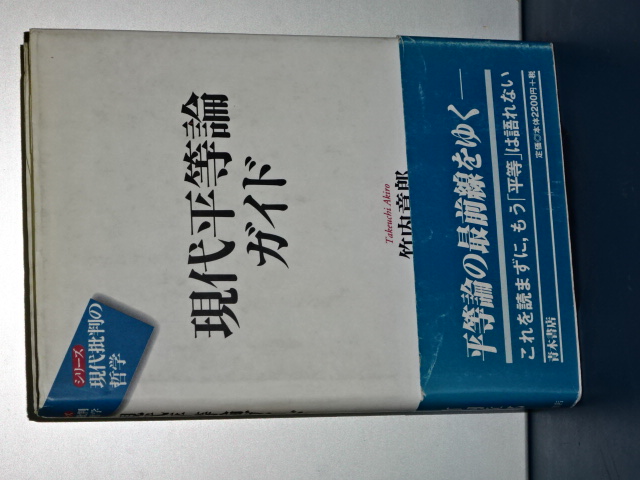 シリーズ
現代批判の
哲学
現代平等論
ガイド
Takeuchi Akiro
竹内章郎
平等論の最前線をゆく―
これを読まずに,もう「平等」は語れない
青木書店
定価○本体2200円+税